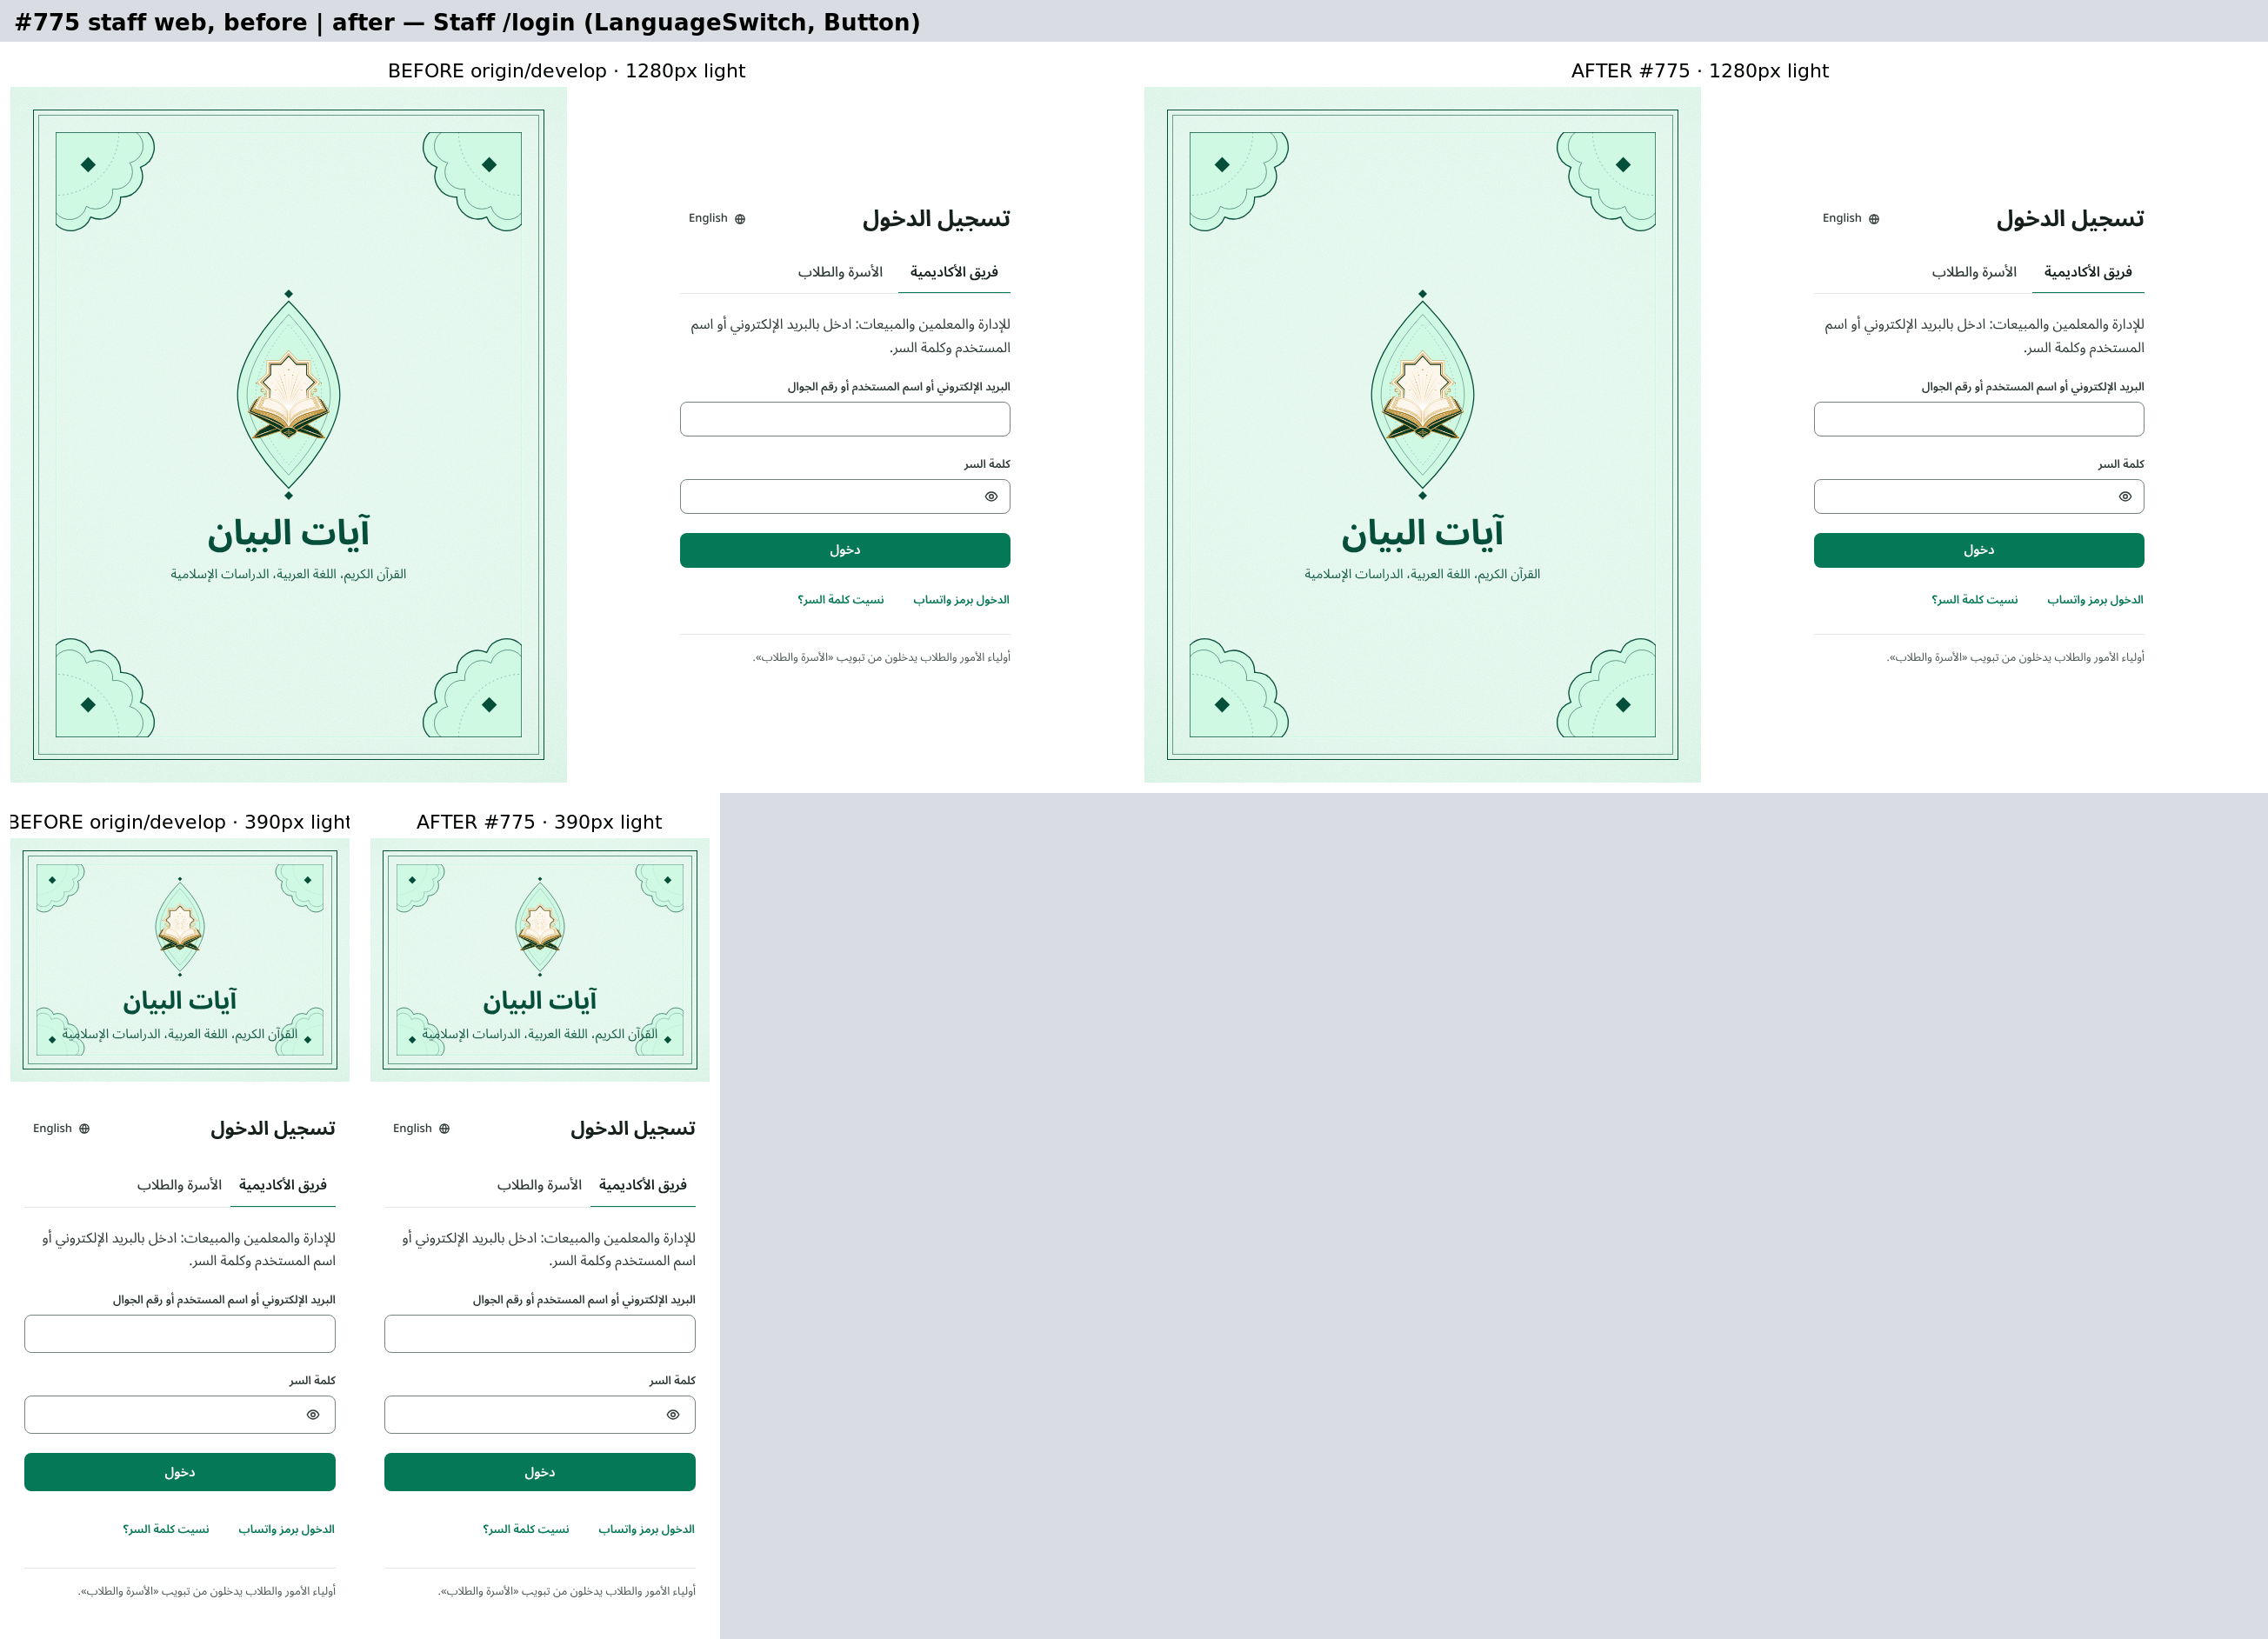 #775 staff web, before | after — Staff /login (LanguageSwitch, Button)
BEFORE origin/develop · 1280px light
آيات البيان
القرآن الكريم، اللغة العربية، الدراسات الإسلامية
تسجيل الدخول
English
فريق الأكاديمية
الأسرة والطلاب
للإدارة والمعلمين والمبيعات: ادخل بالبريد الإلكتروني أو اسم
المستخدم وكلمة السر.
البريد الإلكتروني أو اسم المستخدم أو رقم الجوال
كلمة السر
دخول
الدخول برمز واتساب
نسيت كلمة السر؟
أولياء الأمور والطلاب يدخلون من تبويب «الأسرة والطلاب».
AFTER #775 · 1280px light
آيات البيان
القرآن الكريم، اللغة العربية، الدراسات الإسلامية
تسجيل الدخول
English
فريق الأكاديمية
الأسرة والطلاب
للإدارة والمعلمين والمبيعات: ادخل بالبريد الإلكتروني أو اسم
المستخدم وكلمة السر.
البريد الإلكتروني أو اسم المستخدم أو رقم الجوال
كلمة السر
دخول
الدخول برمز واتساب
نسيت كلمة السر؟
أولياء الأمور والطلاب يدخلون من تبويب «الأسرة والطلاب».
BEFORE origin/develop · 390px light
آيات البيان
القرآن الكريم، اللغة العربية، الدراسات الإسلامية
تسجيل الدخول
English
فريق الأكاديمية
الأسرة والطلاب
للإدارة والمعلمين والمبيعات: ادخل بالبريد الإلكتروني أو
اسم المستخدم وكلمة السر.
البريد الإلكتروني أو اسم المستخدم أو رقم الجوال
كلمة السر
دخول
الدخول برمز واتساب
نسيت كلمة السر؟
أولياء الأمور والطلاب يدخلون من تبويب «الأسرة والطلاب».
AFTER #775 · 390px light
آيات البيان
القرآن الكريم، اللغة العربية، الدراسات الإسلامية
تسجيل الدخول
English
فريق الأكاديمية
الأسرة والطلاب
للإدارة والمعلمين والمبيعات: ادخل بالبريد الإلكتروني أو
اسم المستخدم وكلمة السر.
البريد الإلكتروني أو اسم المستخدم أو رقم الجوال
كلمة السر
دخول
الدخول برمز واتساب
نسيت كلمة السر؟
أولياء الأمور والطلاب يدخلون من تبويب «الأسرة والطلاب».